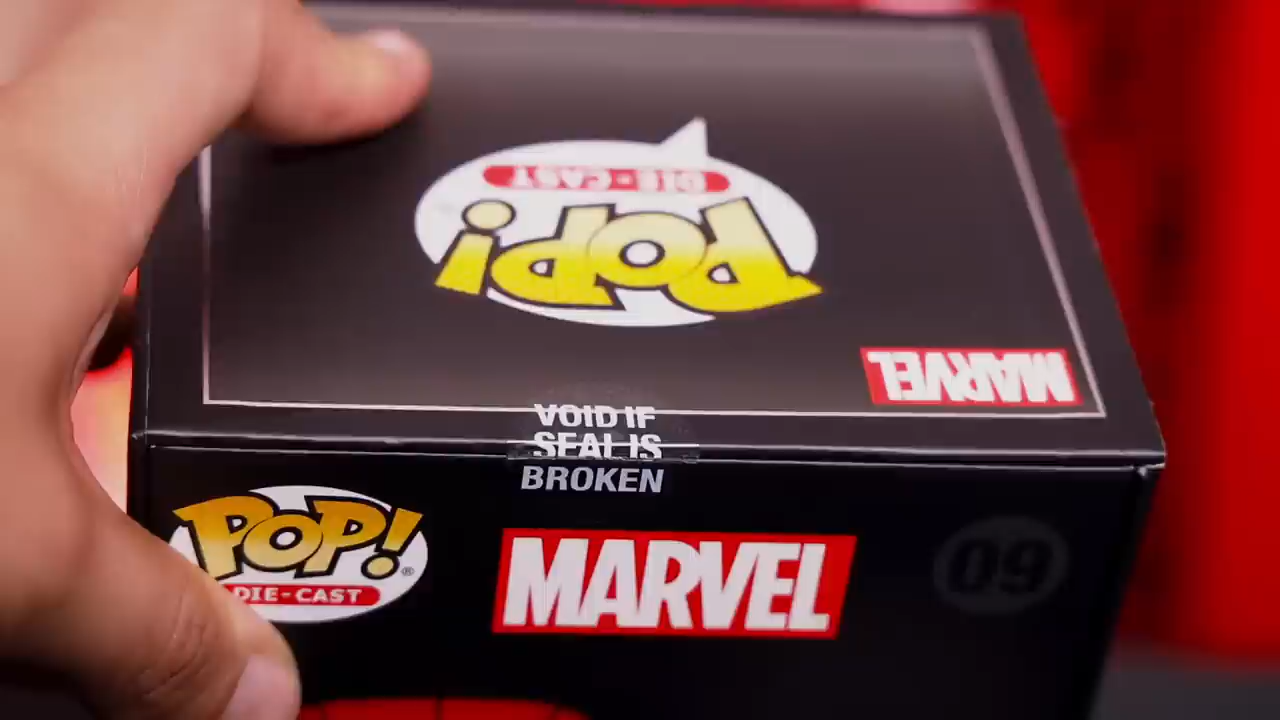 DIE-CAST
POP!
MARVEL
VOID IF
SEAL IS
BROKEN
POP!®
DIE-CAST
MARVEL
09